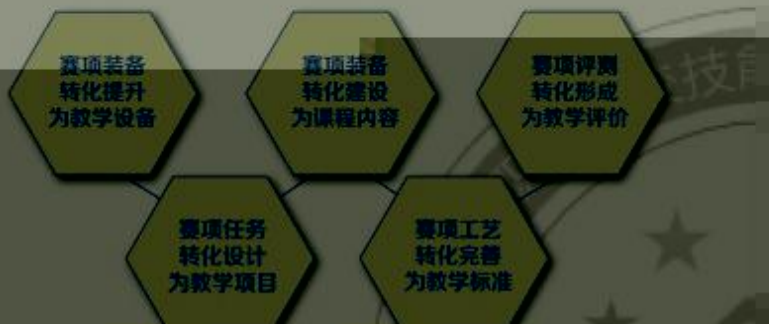 赛项装备
转化提升
为教学设备
赛项装备
转化建设
为课程内容
赛项评测
转化形成
为教学评价
赛项任务
转化设计
为教学项目
赛项工艺
转化完善
为教学标准
技能